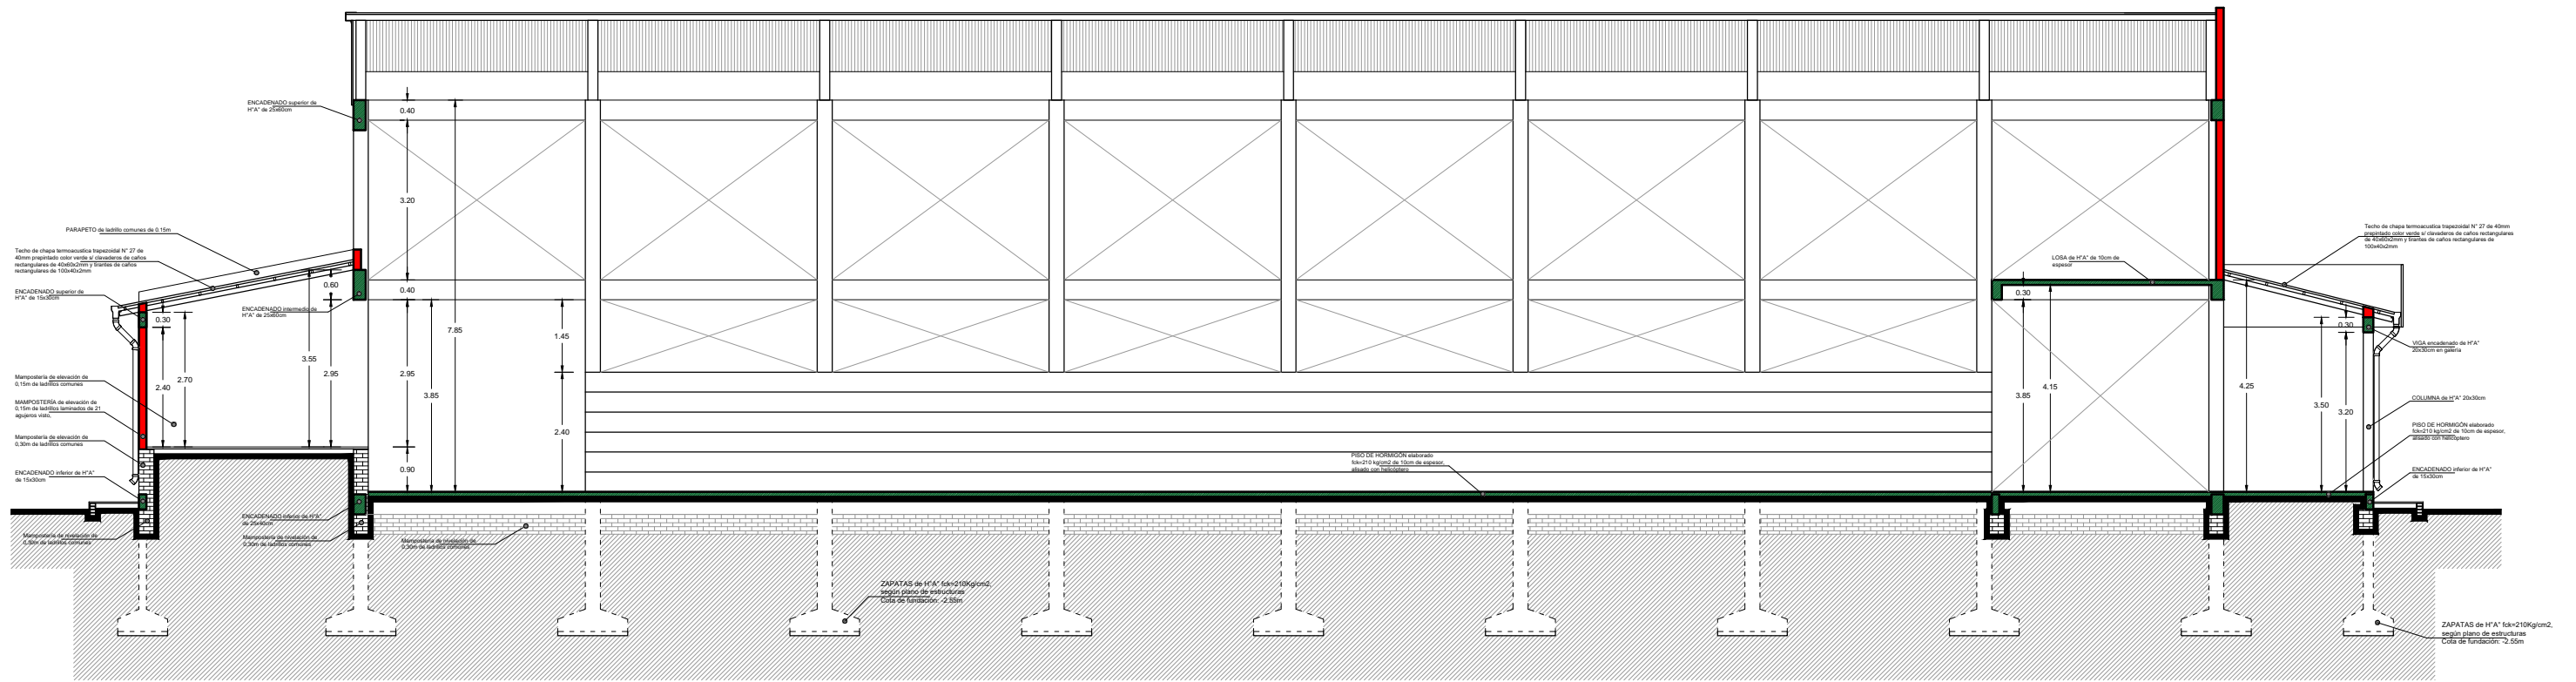 ENCADENADO superior de
H°A° de 25x60cm
0.40
3.20
0.40
7.85
PARAPETO de ladrillo comunes de 0.15m
Techo de chapa termoacustica trapezoidal N° 27 de
40mm prepintado color verde s/ clavaderos de caños
rectangulares de 40x60x2mm y tirantes de caños
rectangulares de 100x40x2mm
ENCADENADO superior de
H°A° de 15x30cm
ENCADENADO intermedio de
H°A° de 25x60cm
0.60
0.30
3.55
2.95
2.40
2.70
2.95
3.85
0.90
1.45
2.40
Mampostería de elevación de
0,15m de ladrillos comunes
MAMPOSTERÍA de elevación de
0,15m de ladrillos laminados de 21
agujeros visto.
Mampostería de elevación de
0,30m de ladrillos comunes
ENCADENADO inferior de H°A°
de 15x30cm
Mampostería de nivelación de
0,30m de ladrillos comunes
ENCADENADO inferior de H°A°
de 25x40cm
Mampostería de nivelación de
0,30m de ladrillos comunes
Mampostería de nivelación de
0,30m de ladrillos comunes
ZAPATAS de H°A° fck=210Kg/cm2,
según plano de estructuras
Cota de fundación: -2.55m
PISO DE HORMIGÓN elaborado
fck=210 kg/cm2 de 10cm de espesor,
alisado con helicóptero
LOSA de H°A° de 10cm de
espesor
0.30
3.85
4.15
4.25
0.30
3.50
3.20
Techo de chapa termoacustica trapezoidal N° 27 de 40mm
prepintado color verde s/ clavaderos de caños rectangulares
de 40x60x2mm y tirantes de caños rectangulares de
100x40x2mm
VIGA encadenado de H°A°
20x30cm en galería
COLUMNA de H°A° 20x30cm
PISO DE HORMIGÓN elaborado
fck=210 kg/cm2 de 10cm de espesor,
alisado con helicóptero
ENCADENADO inferior de H°A°
de 15x30cm
ZAPATAS de H°A° fck=210Kg/cm2,
según plano de estructuras
Cota de fundación: -2.55m